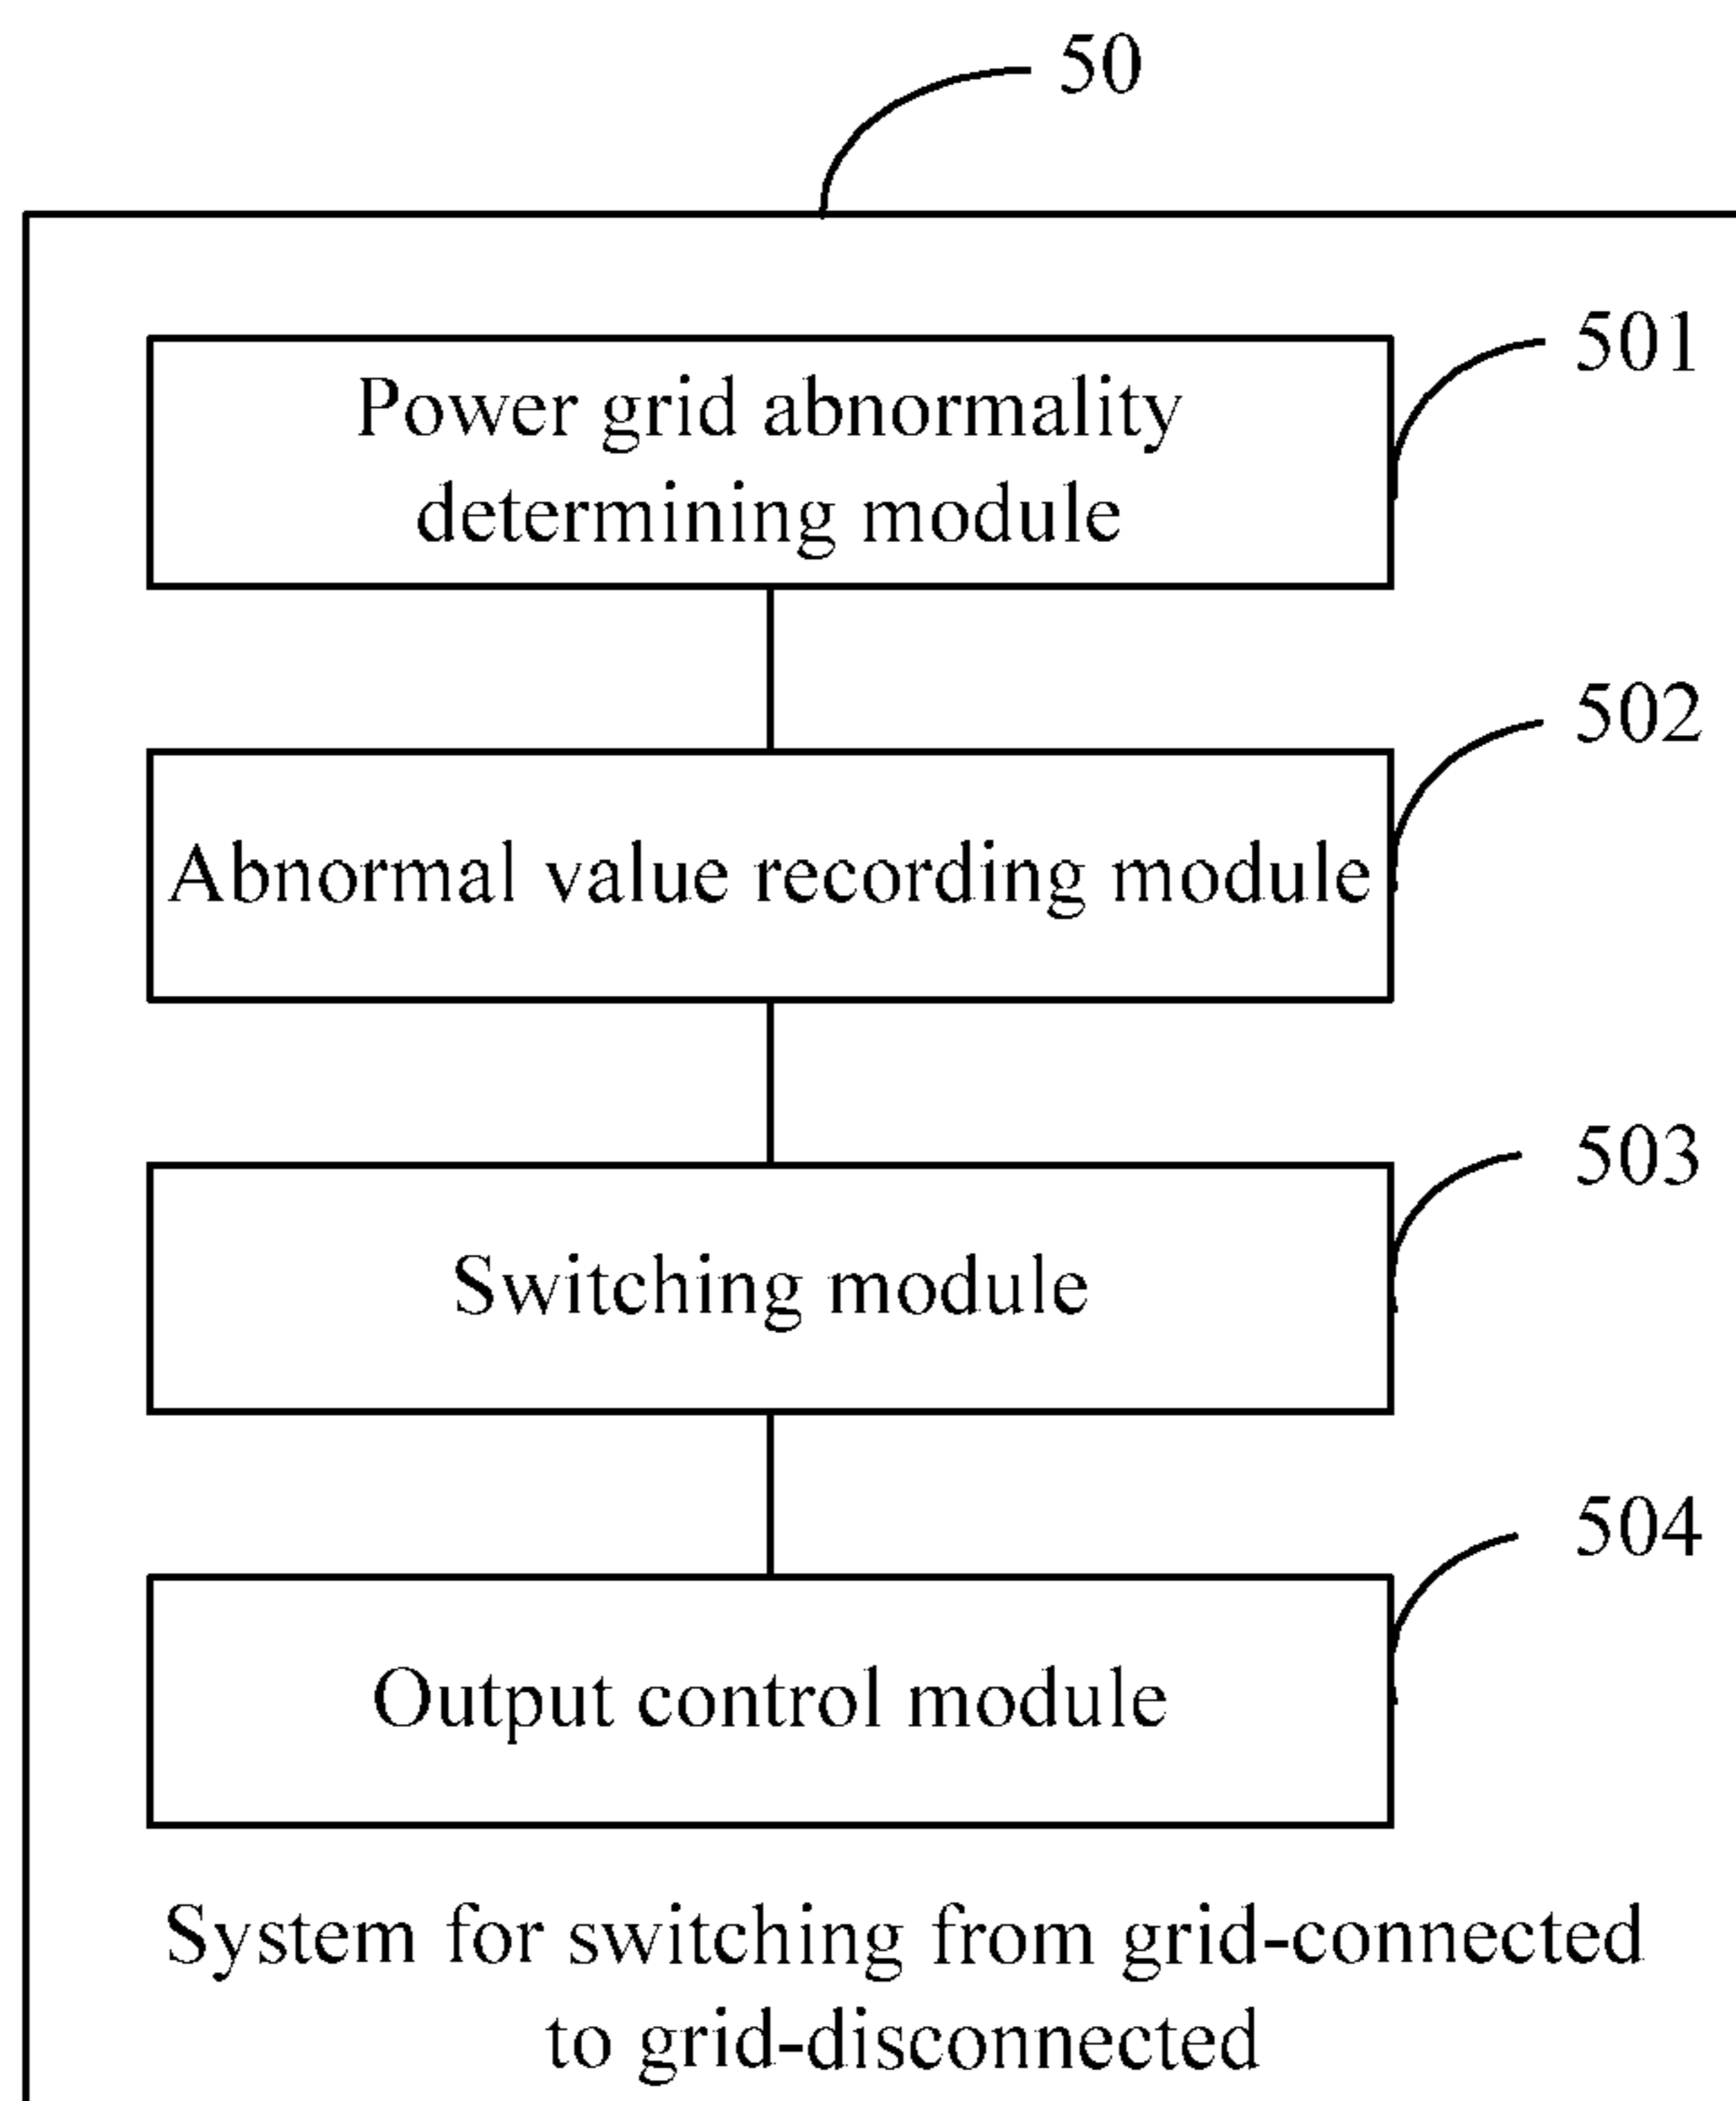 50
501
Power grid abnormality
determining module
502
Abnormal value recording module
503
Switching module
504
Output control module
System for switching from grid-connected
to grid-disconnected